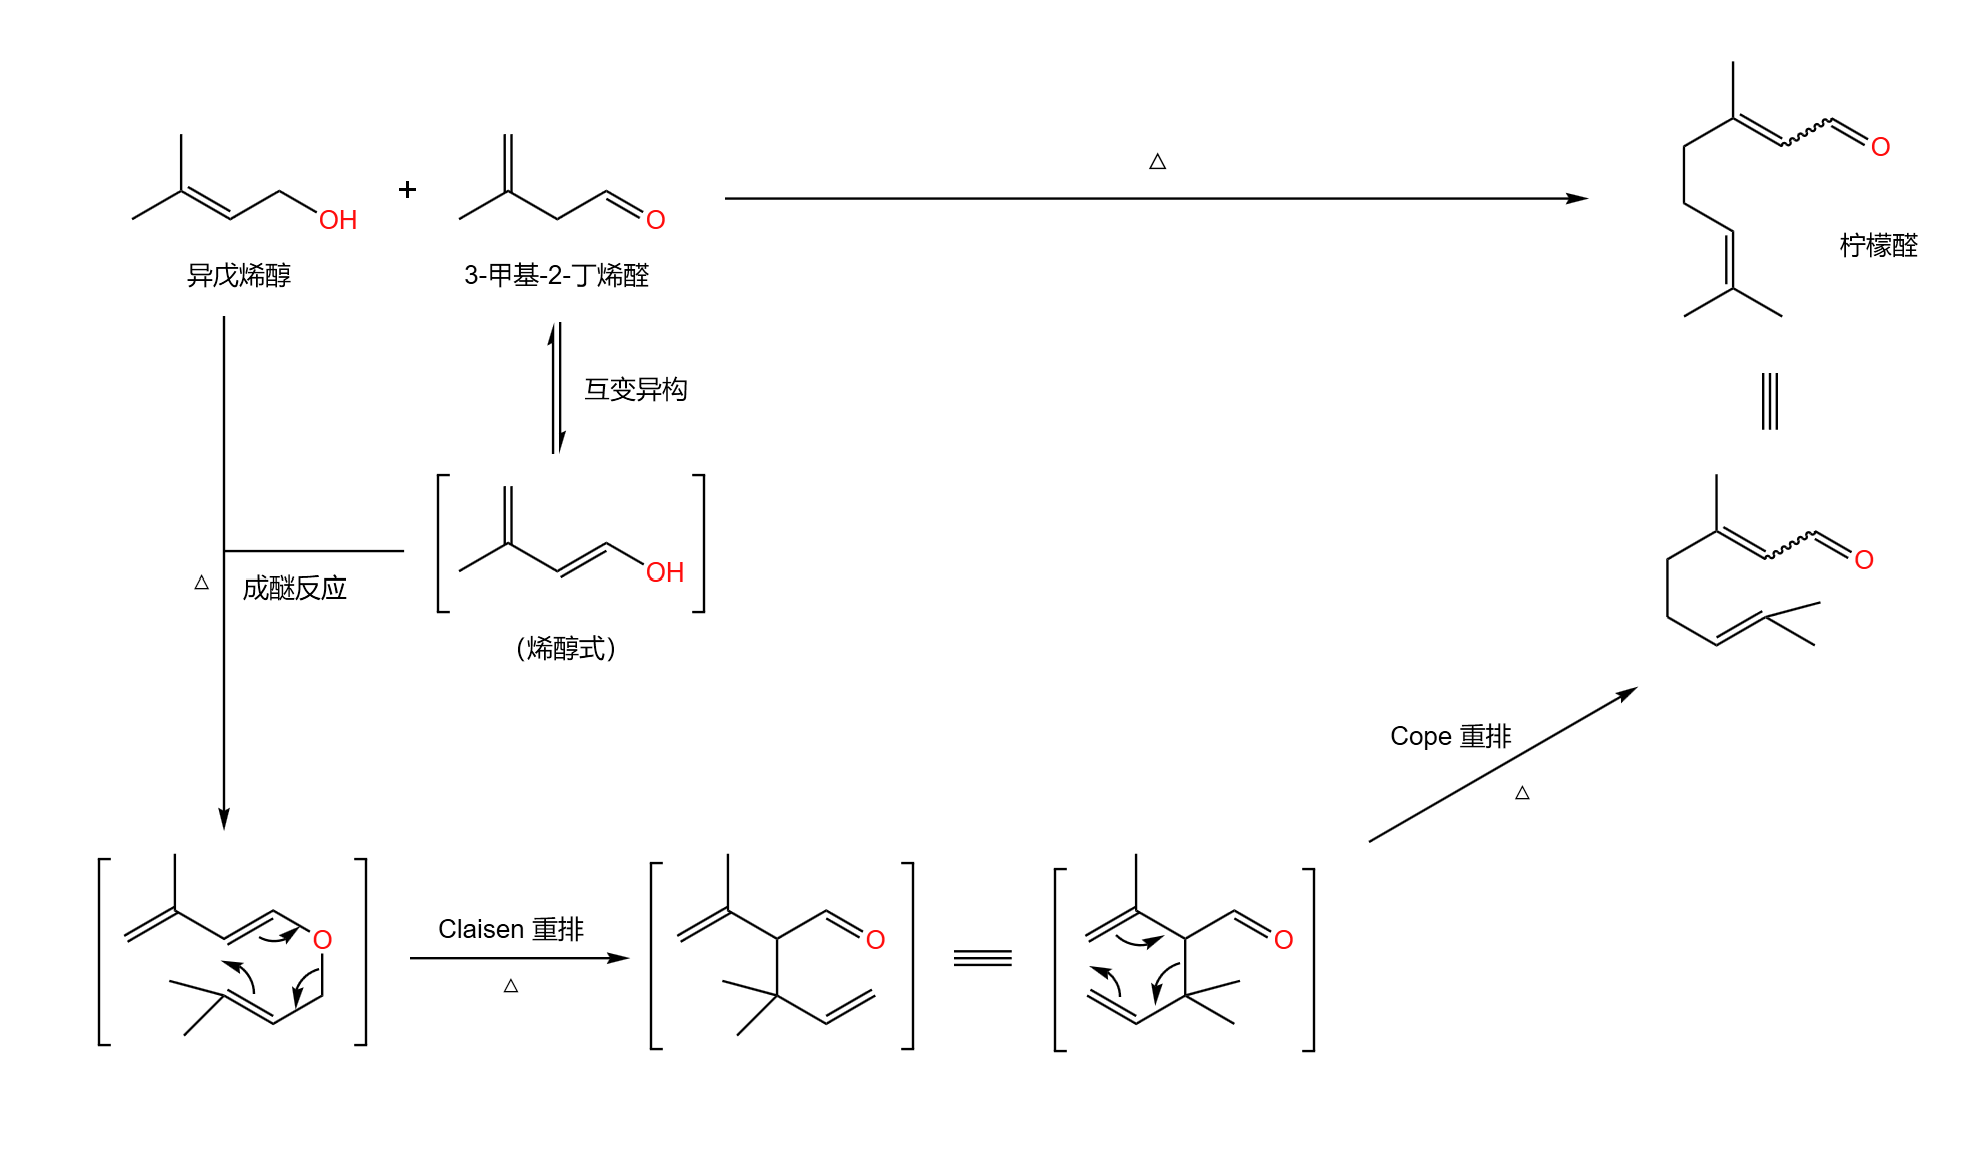 O
OH
+
O
△
异戊烯醇
3-甲基-2-丁烯醛
柠檬醛
互变异构
OH
(烯醇式)
△
成醚反应
O
Cope 重排
△
O
Claisen 重排
△
O
O